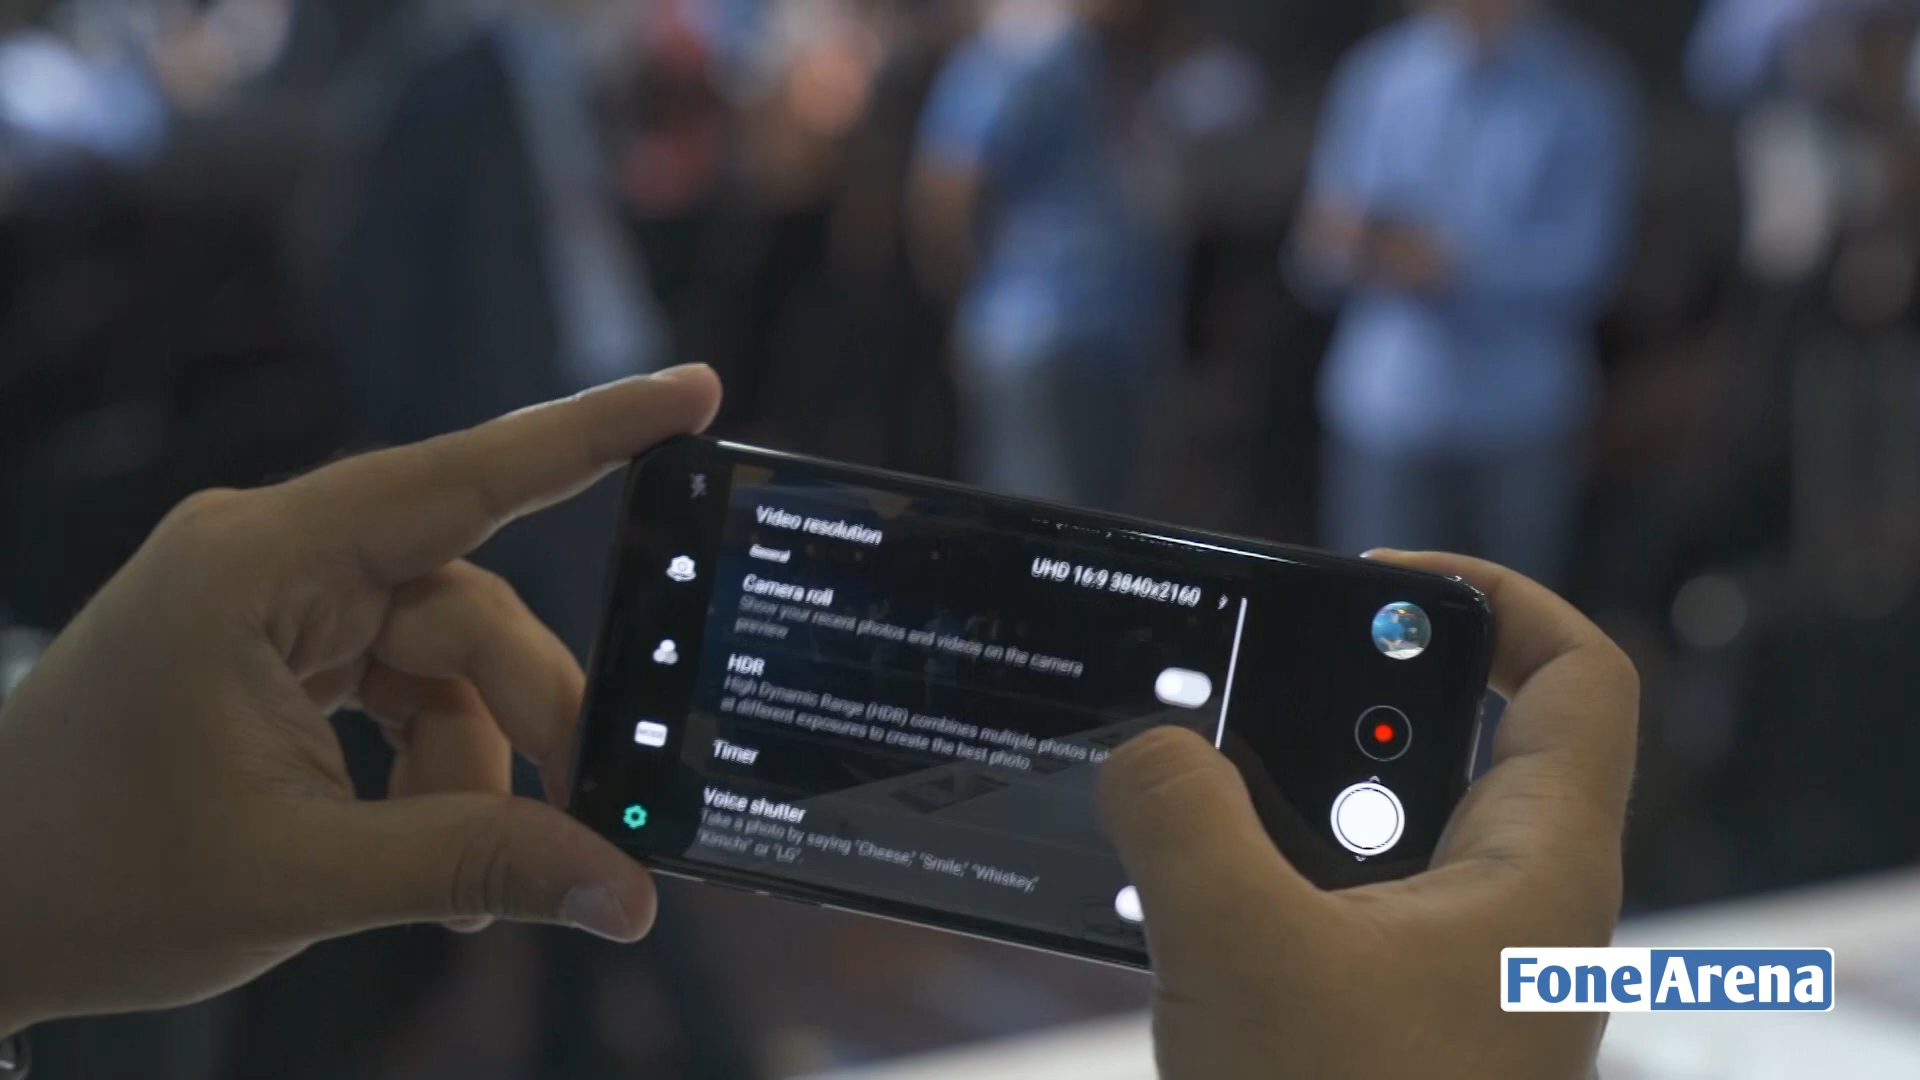 Video resolution
UHD 16:9 3840x2160
General
Camera roll
Show your recent photos and videos on the camera
preview
HDR
High Dynamic Range (HDR) combines multiple photos
at different exposures to create the best photo.
Timer
Voice shutter
Take a photo by saying "Cheese," "Smile," "Whiskey,"
"Kimchi" or "LG".
MODE
FoneArena